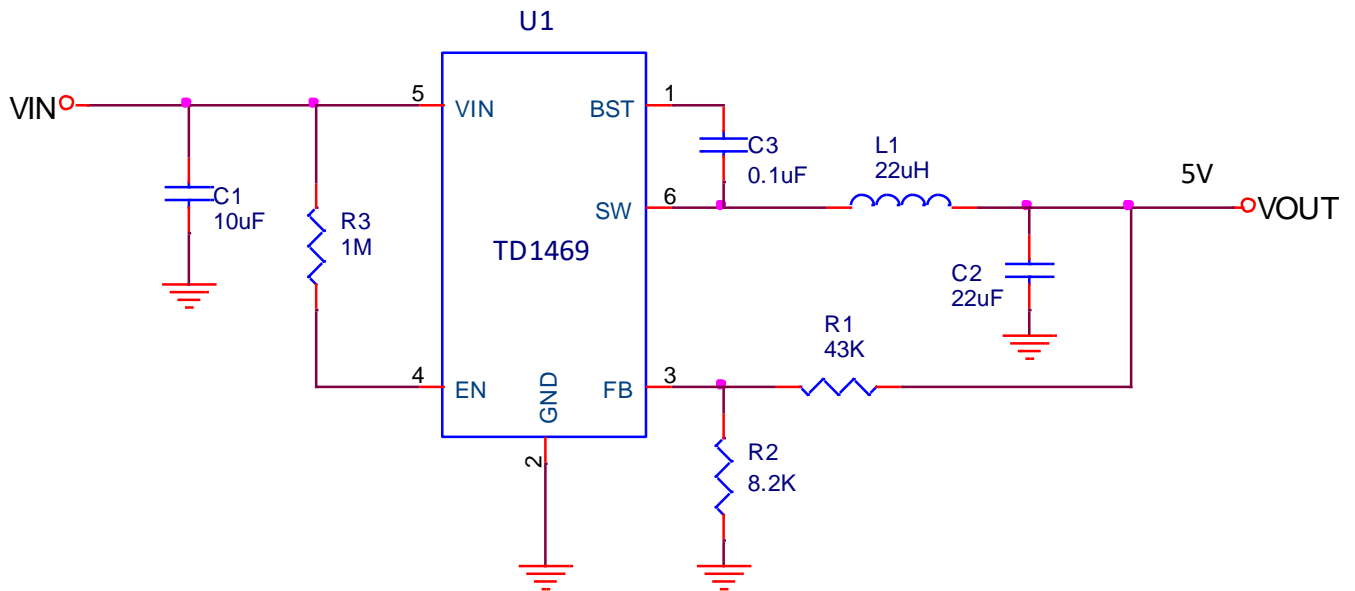 U1
VIN
5
VIN
BST
1
C3
0.1uF
L1
22uH
5V
VOUT
C1
10uF
R3
1M
SW
6
TD1469
C2
22uF
R1
43K
4
EN
GND
2
FB
3
R2
8.2K